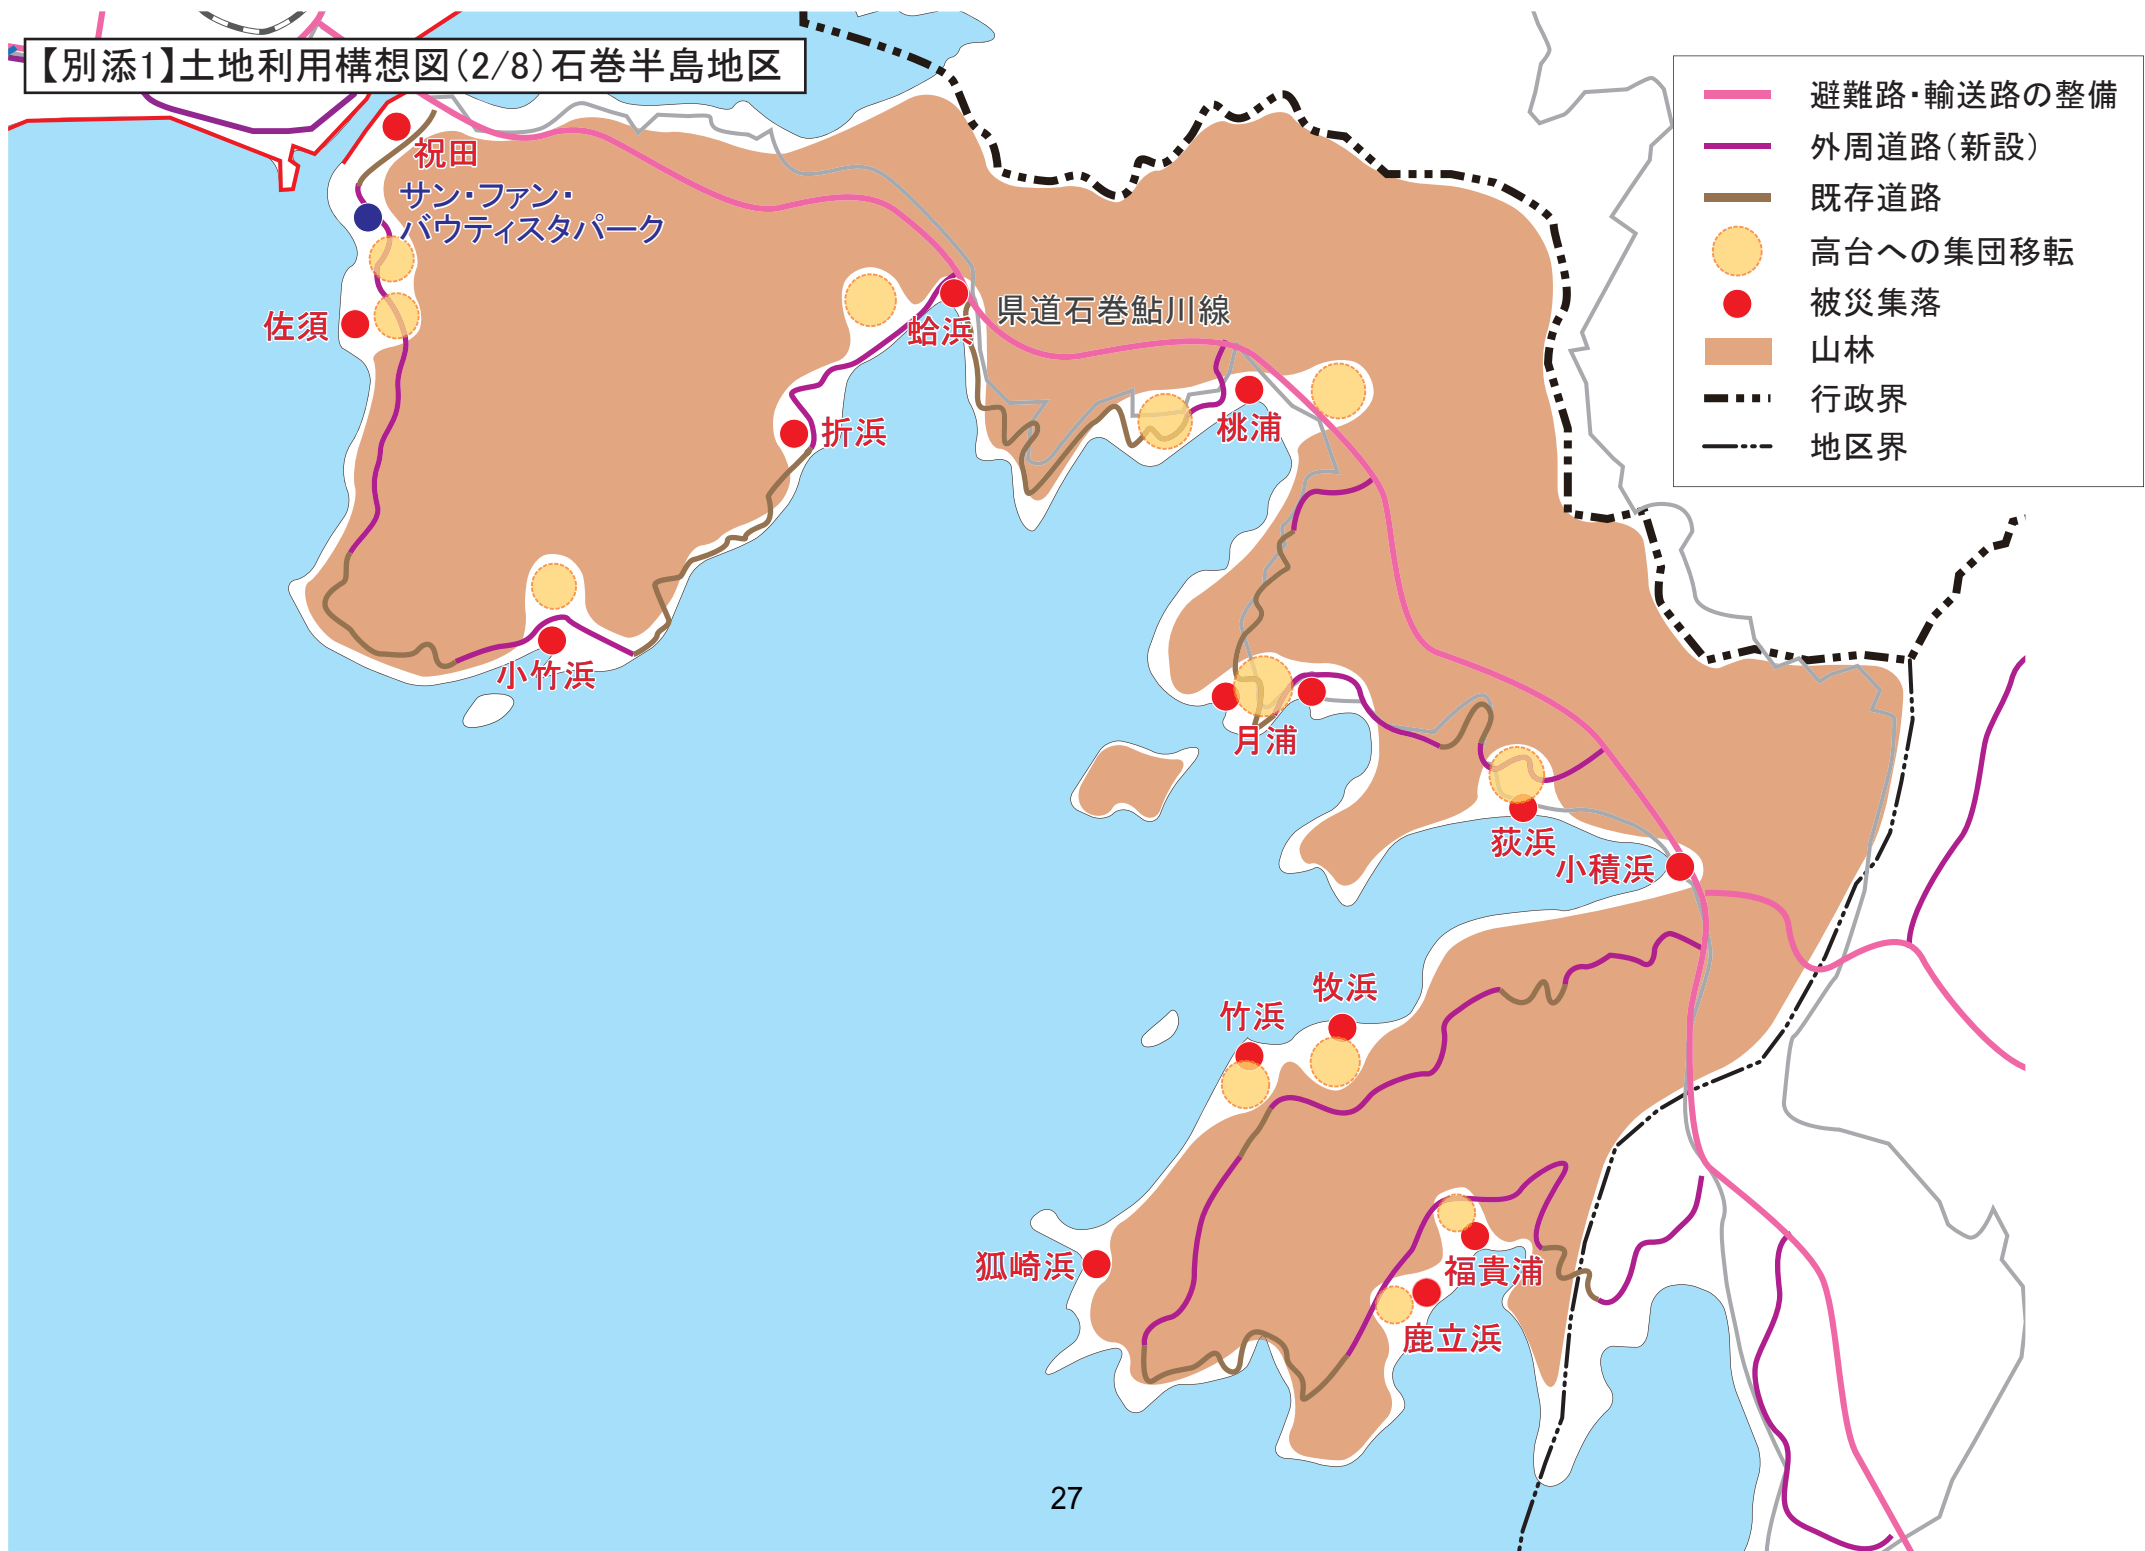 【別添1】土地利用構想図(2/8)石巻半島地区
避難路・輸送路の整備
外周道路(新設)
既存道路
高台への集団移転
被災集落
山林
行政界
地区界
祝田
サン・ファン・
バウティスタパーク
佐須
蛤浜
県道石巻鮎川線
折浜
桃浦
小竹浜
月浦
荻浜
小積浜
牧浜
竹浜
狐崎浜
福貴浦
鹿立浜
27